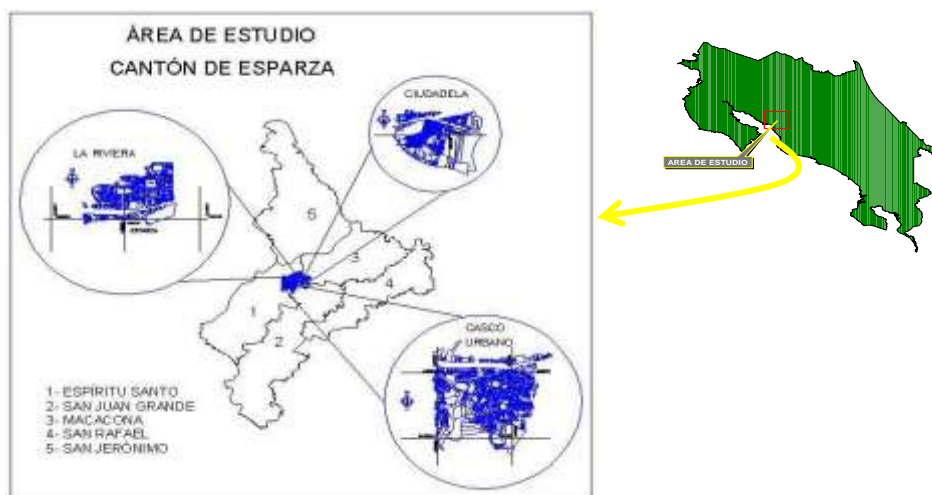 ÁREA DE ESTUDIO
CANTÓN DE ESPARZA
CIUDADELA
LA RIVIERA
AREA DE ESTUDIO
5
3
4
1
2
CASCO
URBANO
1- ESPÍRITU SANTO
2- SAN JUAN GRANDE
3- MACACONA
4- SAN RAFAEL
5- SAN JERÓNIMO